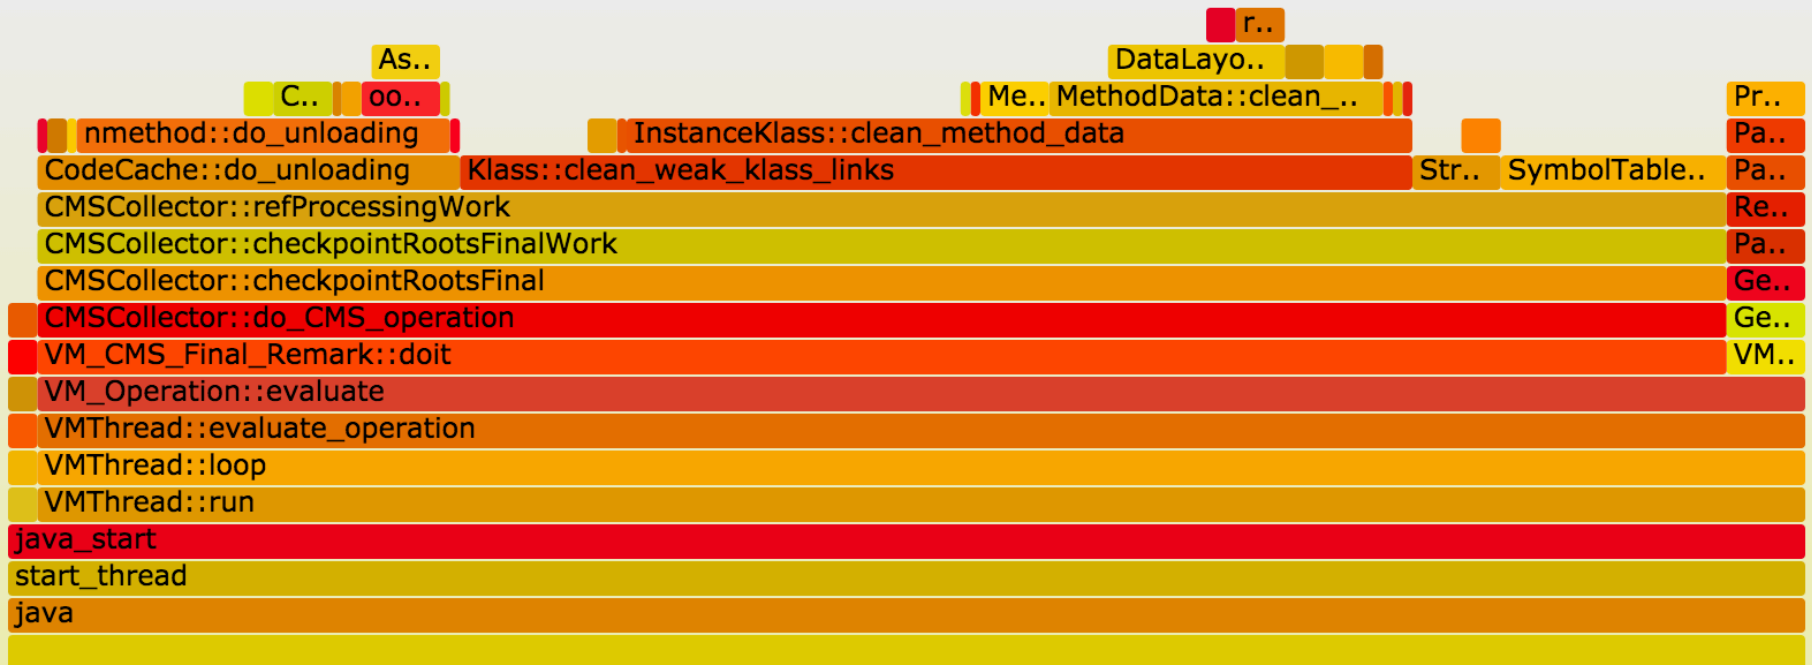 r..
As.. DataLayo..
C.. oo.. Me.. MethodData::clean_.. Pr..
nmethod::do_unloading InstanceKlass::clean_method_data Pa..
CodeCache::do_unloading Klass::clean_weak_klass_links Str.. SymbolTable.. Pa..
CMSCollector::refProcessingWork Re..
CMSCollector::checkpointRootsFinalWork Pa..
CMSCollector::checkpointRootsFinal Ge..
CMSCollector::do_CMS_operation Ge..
VM_CMS_Final_Remark::doit VM..
VM_Operation::evaluate
VMThread::evaluate_operation
VMThread::loop
VMThread::run
java_start
start_thread
java